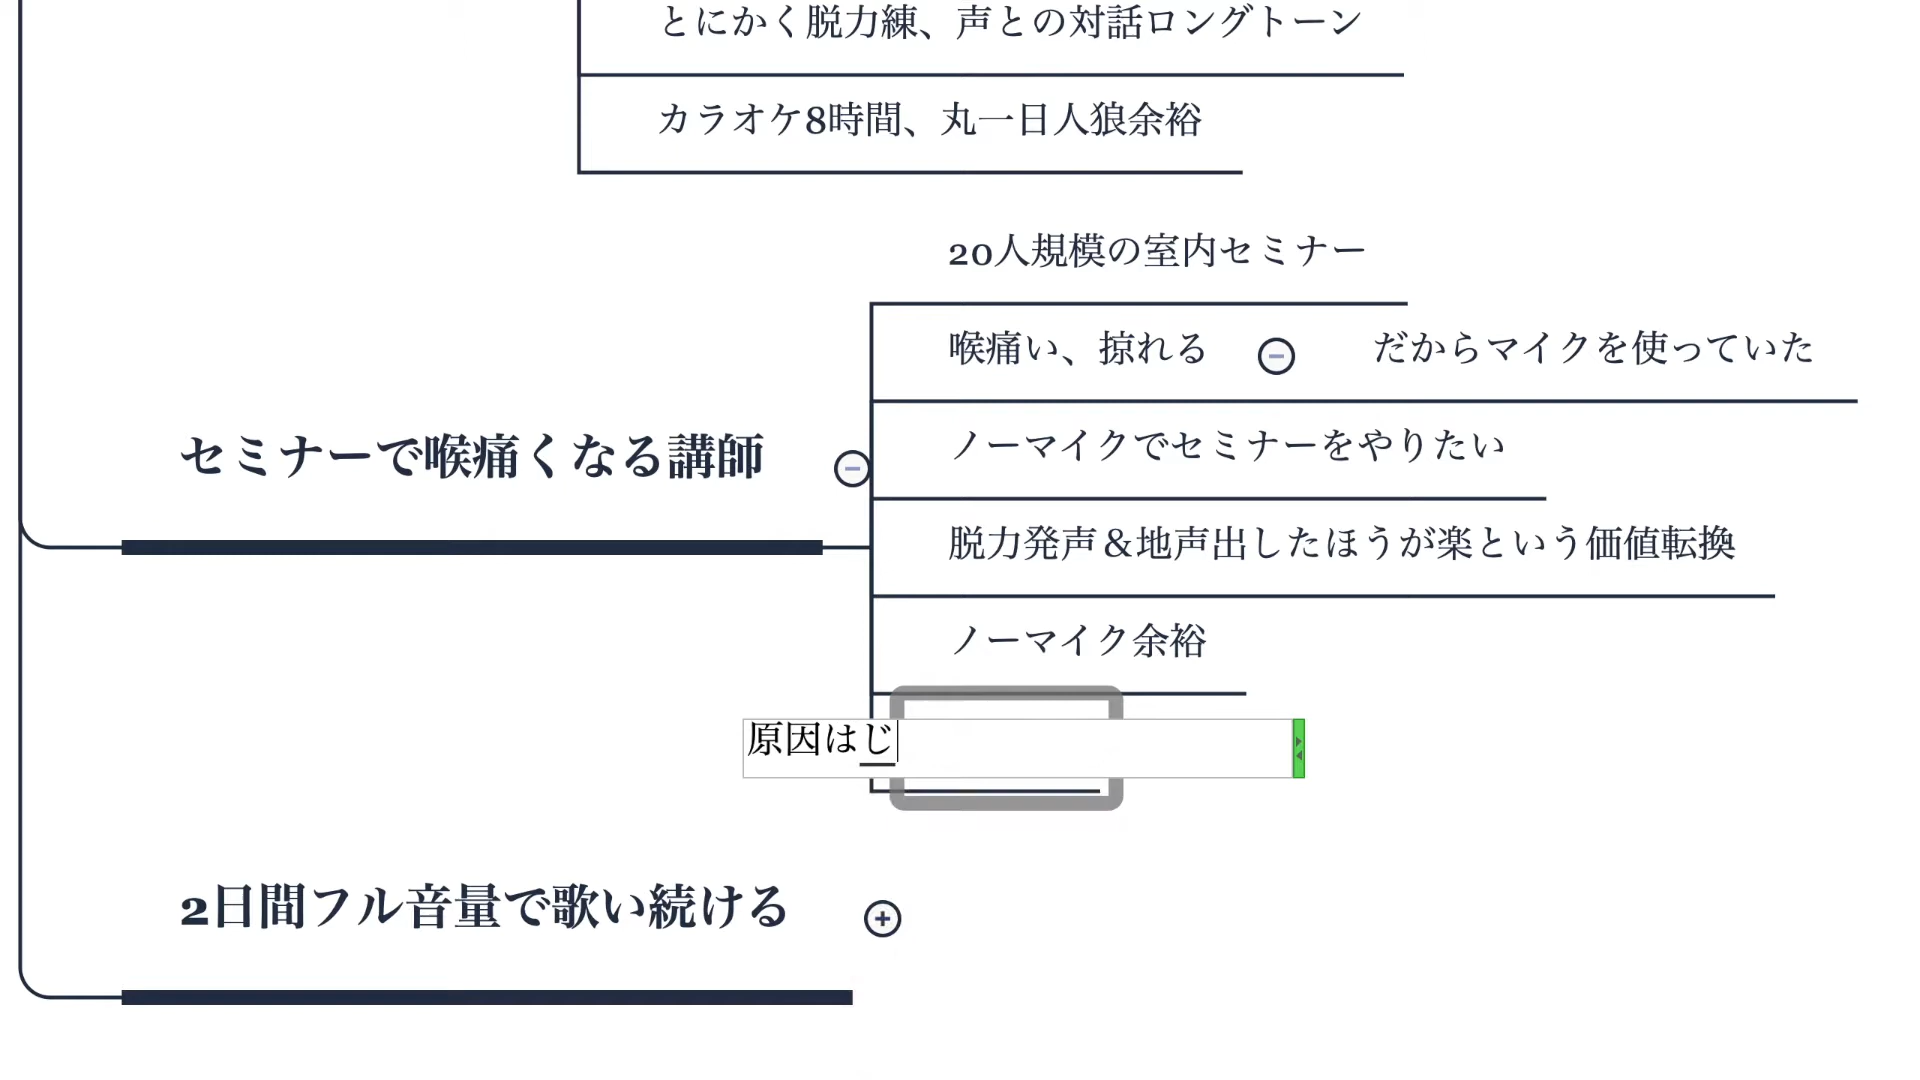 とにかく脱力練、声との対話ロングトーン
カラオケ8時間、丸一日人狼余裕
20人規模の室内セミナー
喉痛い、掠れる
だからマイクを使っていた
ノーマイクでセミナーをやりたい
セミナーで喉痛くなる講師
脱力発声＆地声出したほうが楽という価値転換
ノーマイク余裕
原因はじ
2日間フル音量で歌い続ける